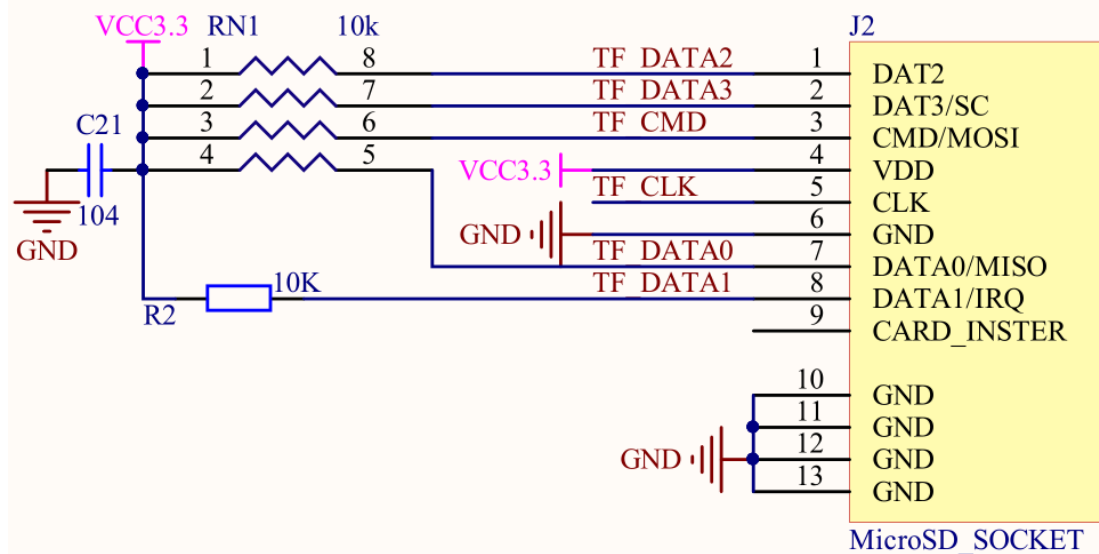 VCC3.3 RN1 10k J2
1 8 TF_DATA2 1 DAT2
2 7 TF_DATA3 2 DAT3/SC
C21 3 6 TF_CMD 3 CMD/MOSI
4 5 VCC3.3 4 VDD
104 TF_CLK 5 CLK
GND GND 6 GND
TF_DATA0 7 DATA0/MISO
10K TF_DATA1 8 DATA1/IRQ
R2 9 CARD_INSTER
10 GND
11 GND
GND 12 GND
13 GND
MicroSD_SOCKET